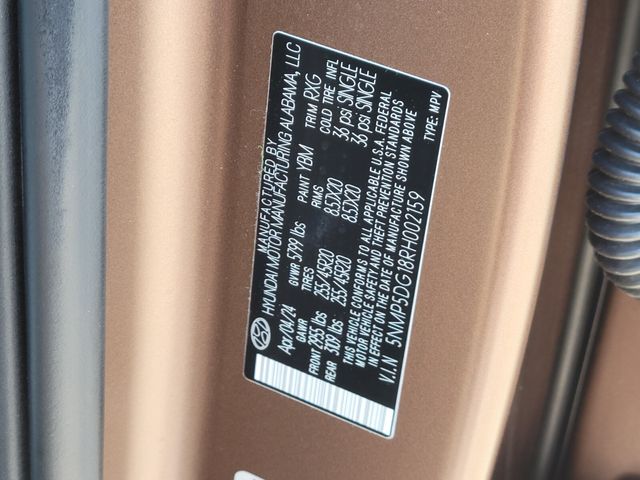 MANUFACTURED BY
HYUNDAI MOTOR MANUFACTURING ALABAMA, LLC
Apr/04/24 GVWR 5799 lbs PAINT YBM TRIM RXG
GAWR TIRES RIMS COLD TIRE INFL
FRONT 2955 lbs 255/45R20 8.5JX20 36 psi SINGLE
REAR 3109 lbs 255/45R20 8.5JX20 36 psi SINGLE
THIS VEHICLE CONFORMS TO ALL APPLICABLE U.S.A. FEDERAL
MOTOR VEHICLE SAFETY AND THEFT PREVENTION STANDARDS
IN EFFECT ON THE DATE OF MANUFACTURE SHOWN ABOVE
V.I.N 5NMP5DG18RH002159 TYPE: MPV